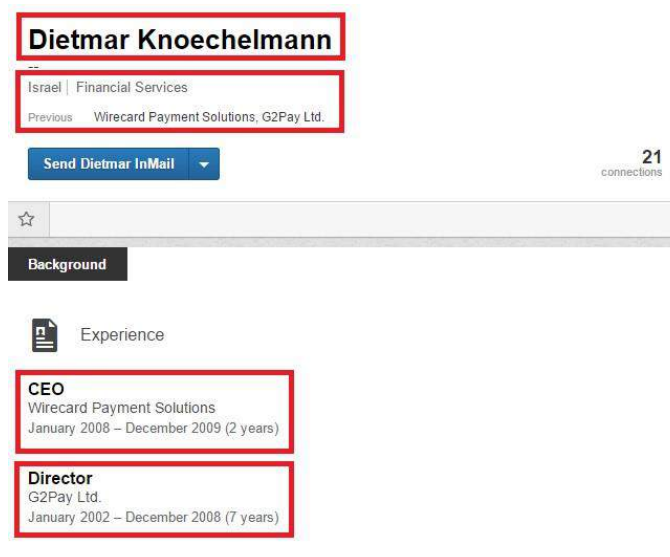 Dietmar Knoechelmann
--
Israel | Financial Services
Previous Wirecard Payment Solutions, G2Pay Ltd.
Send Dietmar InMail
21
connections
Background
Experience
CEO
Wirecard Payment Solutions
January 2008 – December 2009 (2 years)
Director
G2Pay Ltd.
January 2002 – December 2008 (7 years)